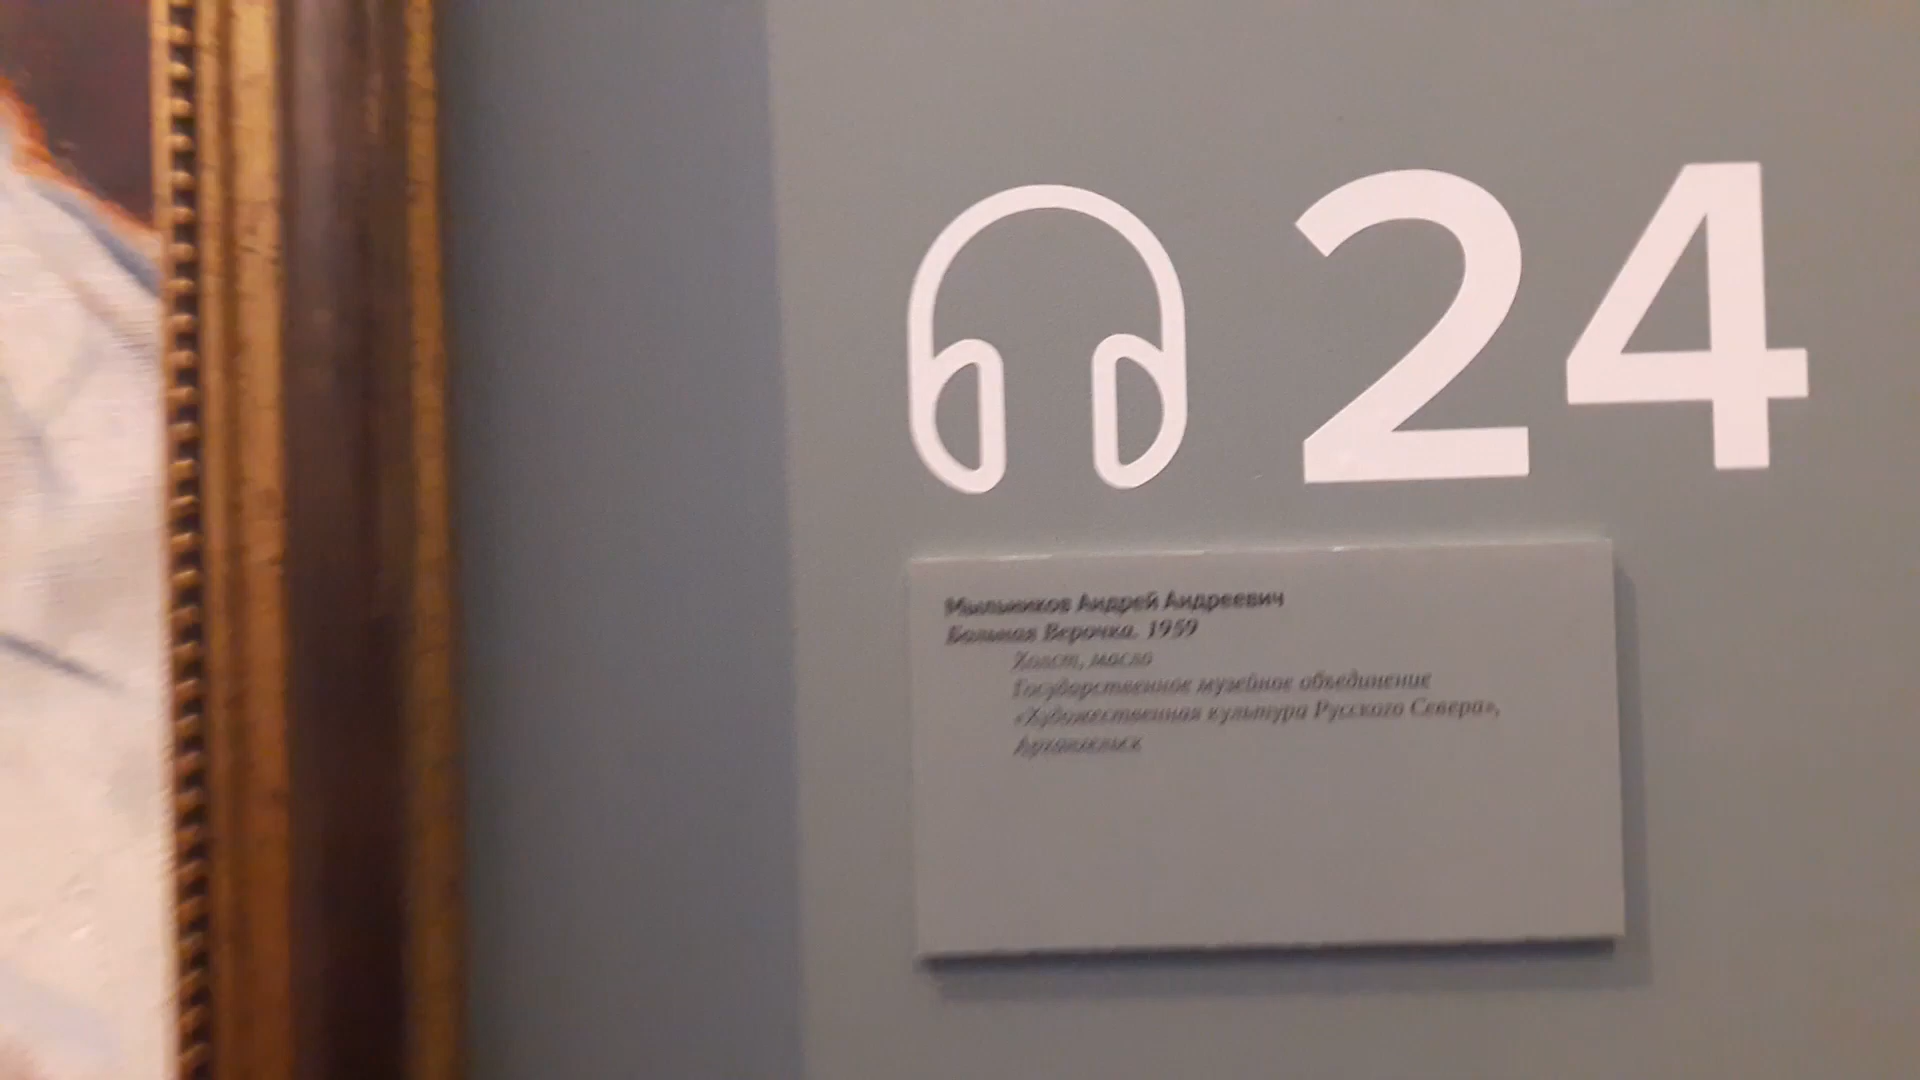 24
Мыльников Андрей Андреевич
Больная Верочка. 1959
Холст, масло
Государственное музейное объединение
«Художественная культура Русского Севера»,
Архангельск